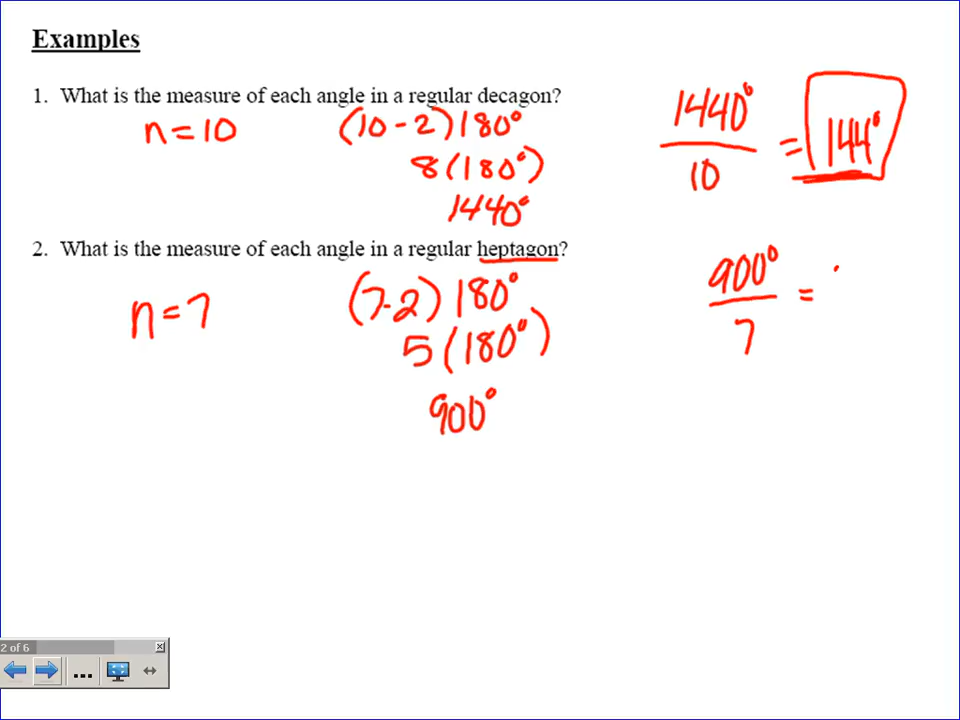 Examples
1. What is the measure of each angle in a regular decagon?
n = 10
(10 - 2) 180°
8 (180°)
1440°
1440°
10
= 144°
2. What is the measure of each angle in a regular heptagon?
n = 7
(7 - 2) 180°
5 (180°)
900°
900°
7
=
2 of 6
...